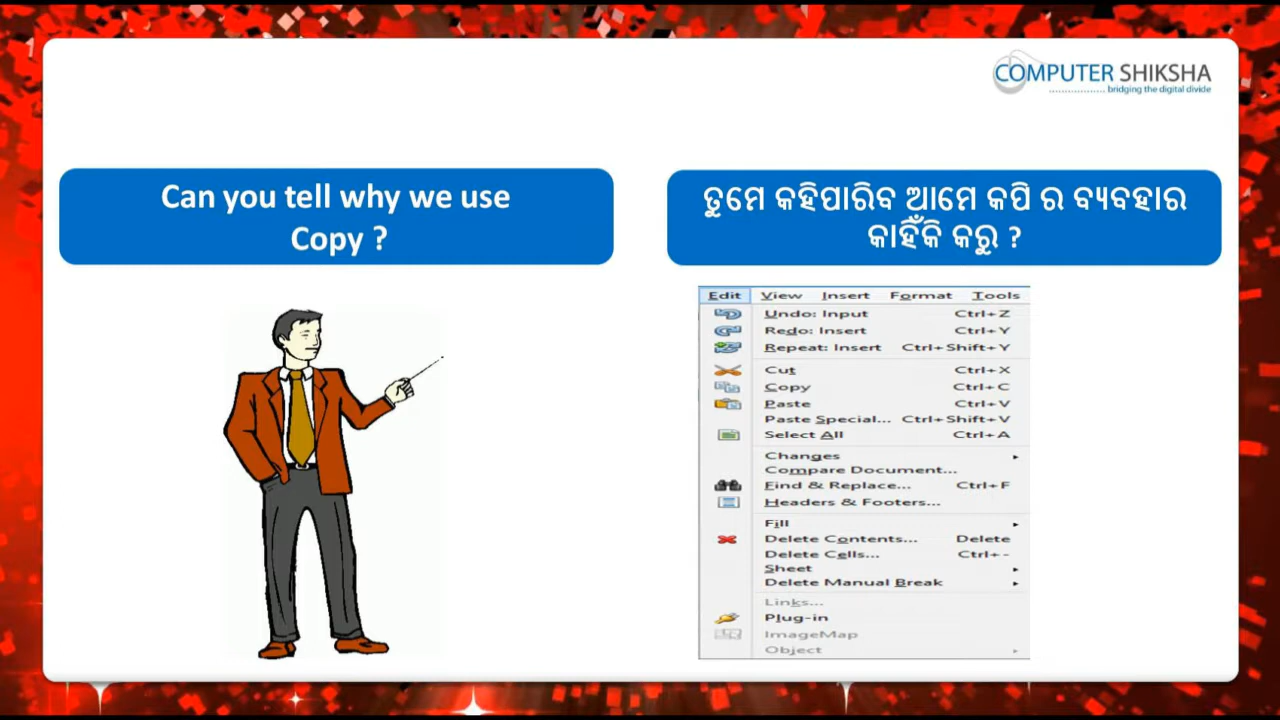 COMPUTER SHIKSHA
bridging the digital divide
Can you tell why we use
Copy ?
ତୁମେ କହିପାରିବ ଆମେ କପି ର ବ୍ୟବହାର
କାହିଁକି କରୁ ?
Edit View Insert Format Tools
Undo: Input Ctrl+Z
Redo: Insert Ctrl+Y
Repeat: Insert Ctrl+Shift+Y
Cut Ctrl+X
Copy Ctrl+C
Paste Ctrl+V
Paste Special... Ctrl+Shift+V
Select All Ctrl+A
Changes
Compare Document...
Find & Replace... Ctrl+F
Headers & Footers...
Fill
Delete Contents... Delete
Delete Cells... Ctrl+-
Sheet
Delete Manual Break
Links...
Plug-in
ImageMap
Object